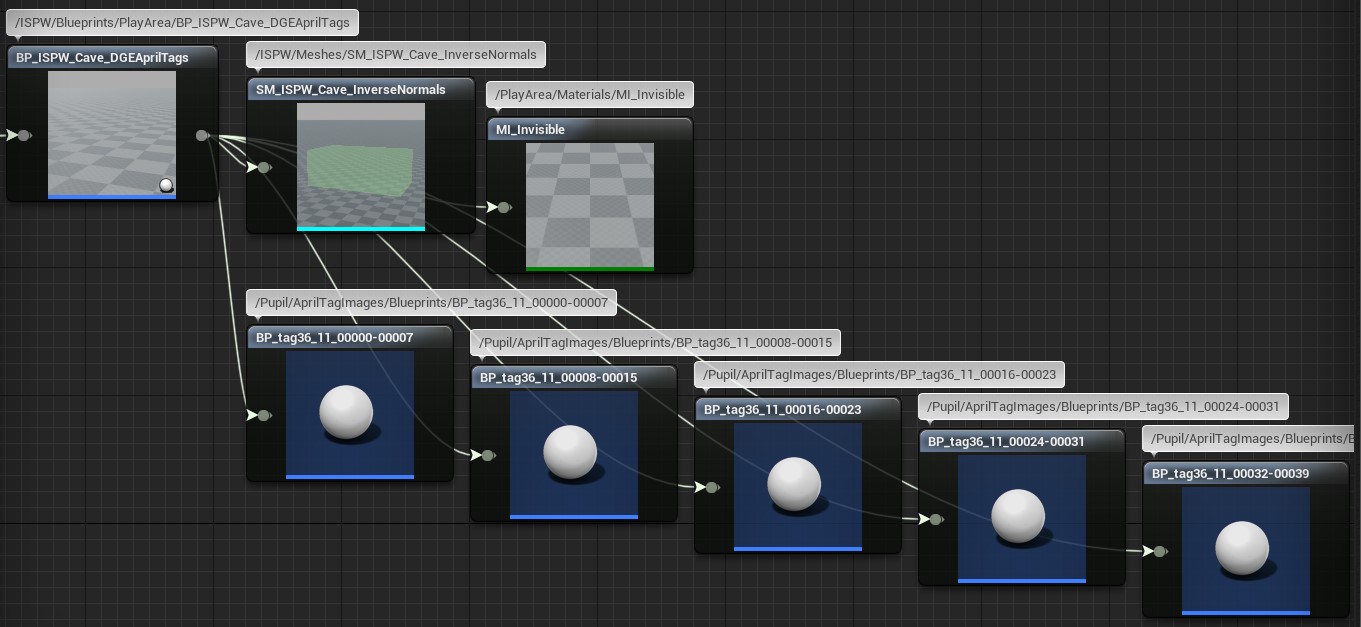 /ISPW/Blueprints/PlayArea/BP_ISPW_Cave_DGEAprilTags
BP_ISPW_Cave_DGEAprilTags
/ISPW/Meshes/SM_ISPW_Cave_InverseNormals
SM_ISPW_Cave_InverseNormals
/PlayArea/Materials/MI_Invisible
MI_Invisible
/Pupil/AprilTagImages/Blueprints/BP_tag36_11_00000-00007
BP_tag36_11_00000-00007
/Pupil/AprilTagImages/Blueprints/BP_tag36_11_00008-00015
BP_tag36_11_00008-00015
/Pupil/AprilTagImages/Blueprints/BP_tag36_11_00016-00023
BP_tag36_11_00016-00023
/Pupil/AprilTagImages/Blueprints/BP_tag36_11_00024-00031
BP_tag36_11_00024-00031
/Pupil/AprilTagImages/Blueprints/B
BP_tag36_11_00032-00039